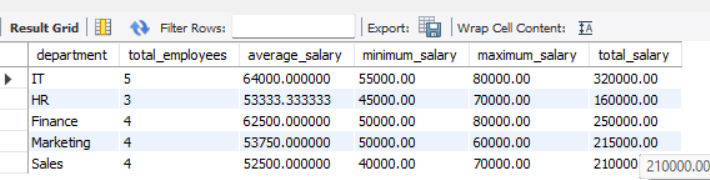 Result Grid Filter Rows: Export: Wrap Cell Content: IA
department total_employees average_salary minimum_salary maximum_salary total_salary
IT 5 64000.000000 55000.00 80000.00 320000.00
HR 3 53333.333333 45000.00 70000.00 160000.00
Finance 4 62500.000000 50000.00 80000.00 250000.00
Marketing 4 53750.000000 50000.00 60000.00 215000.00
Sales 4 52500.000000 40000.00 70000.00 210000 210000.00